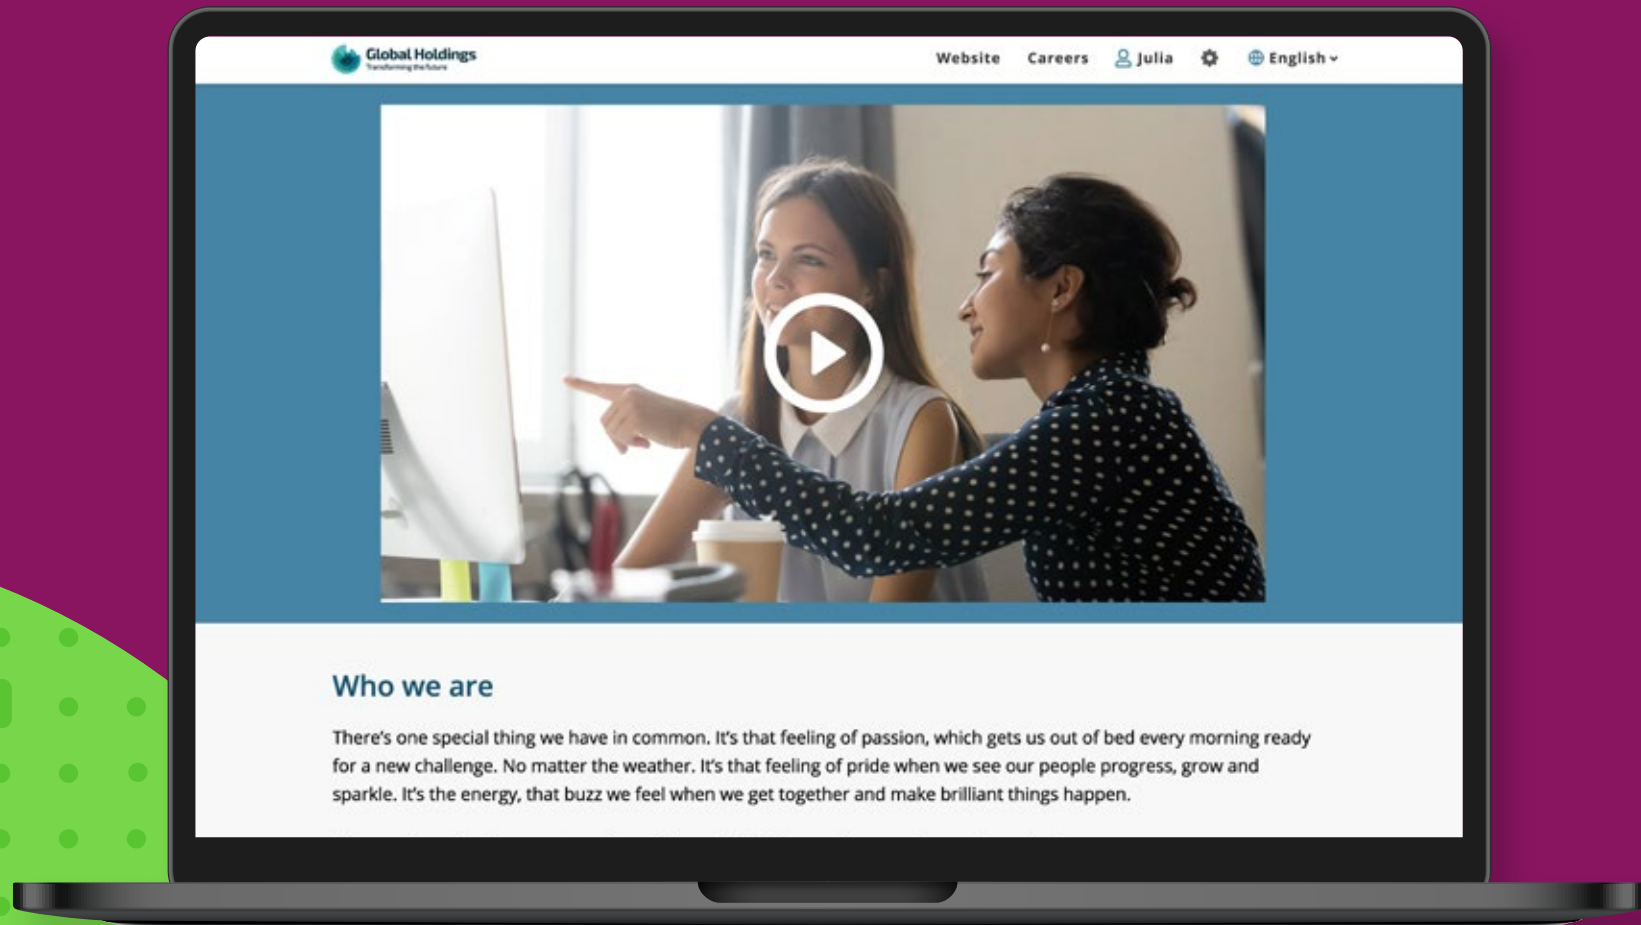 Global Holdings
Transforming the future
Website Careers Julia English
Who we are
There's one special thing we have in common. It's that feeling of passion, which gets us out of bed every morning ready
for a new challenge. No matter the weather. It's that feeling of pride when we see our people progress, grow and
sparkle. It's the energy, that buzz we feel when we get together and make brilliant things happen.